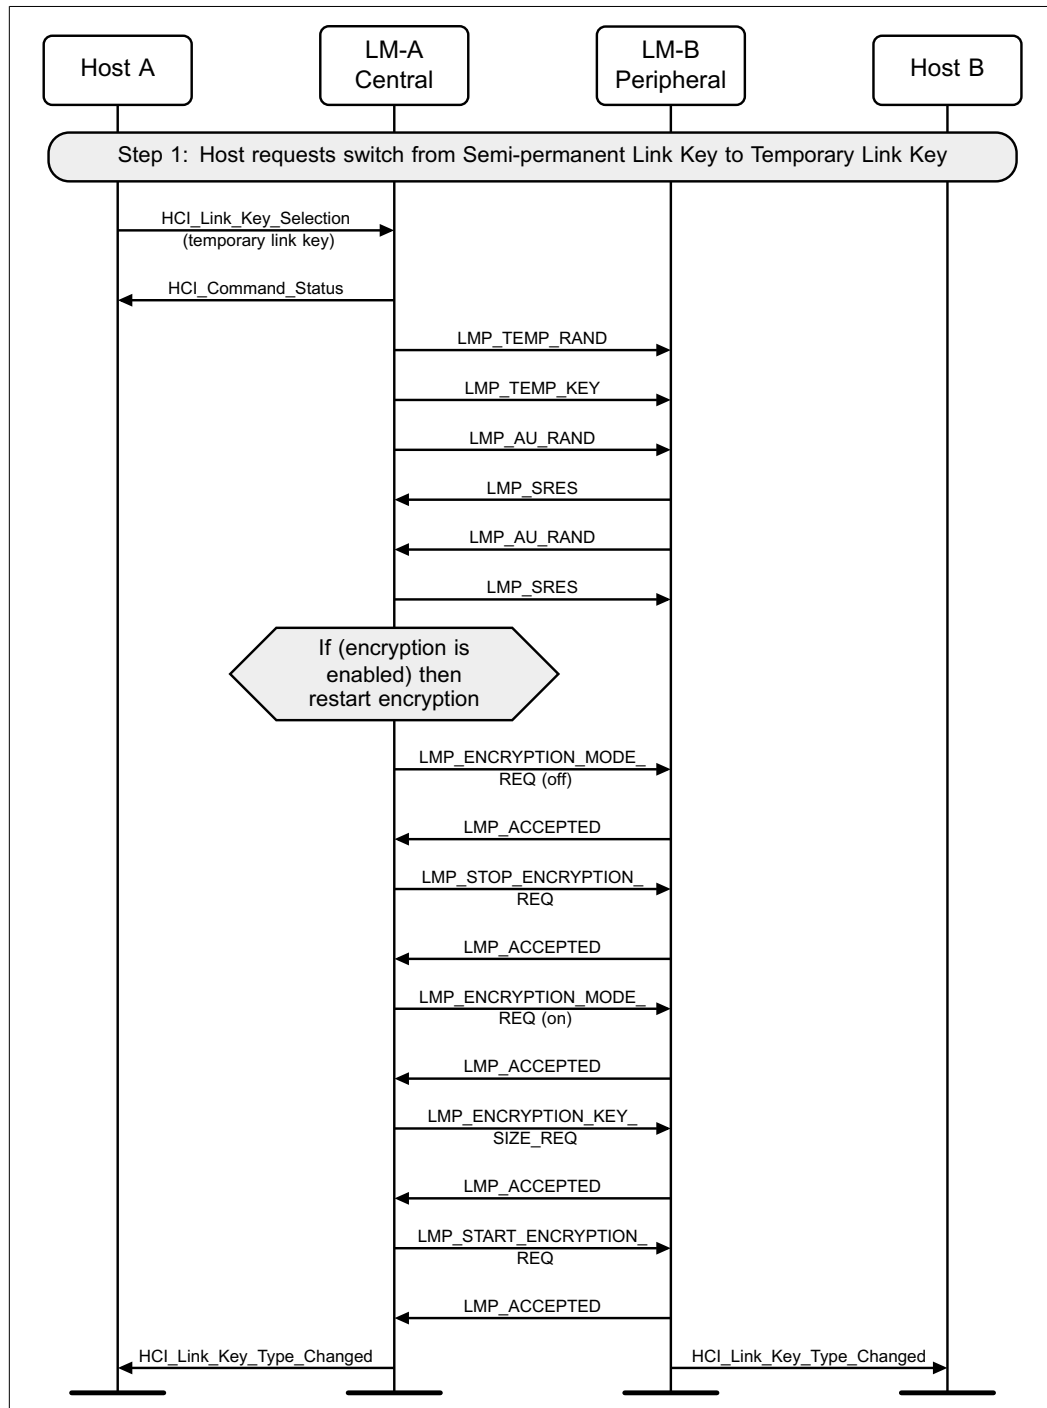 Host A
LM-A
Central
LM-B
Peripheral
Host B
Step 1:  Host requests switch from Semi-permanent Link Key to Temporary Link Key
HCI_Link_Key_Selection
(temporary link key)
HCI_Command_Status
LMP_TEMP_RAND
LMP_TEMP_KEY
LMP_AU_RAND
LMP_SRES
LMP_AU_RAND
LMP_SRES
If (encryption is
enabled) then
restart encryption
LMP_ENCRYPTION_MODE_
REQ (off)
LMP_ACCEPTED
LMP_STOP_ENCRYPTION_
REQ
LMP_ACCEPTED
LMP_ENCRYPTION_MODE_
REQ (on)
LMP_ACCEPTED
LMP_ENCRYPTION_KEY_
SIZE_REQ
LMP_ACCEPTED
LMP_START_ENCRYPTION_
REQ
LMP_ACCEPTED
HCI_Link_Key_Type_Changed
HCI_Link_Key_Type_Changed